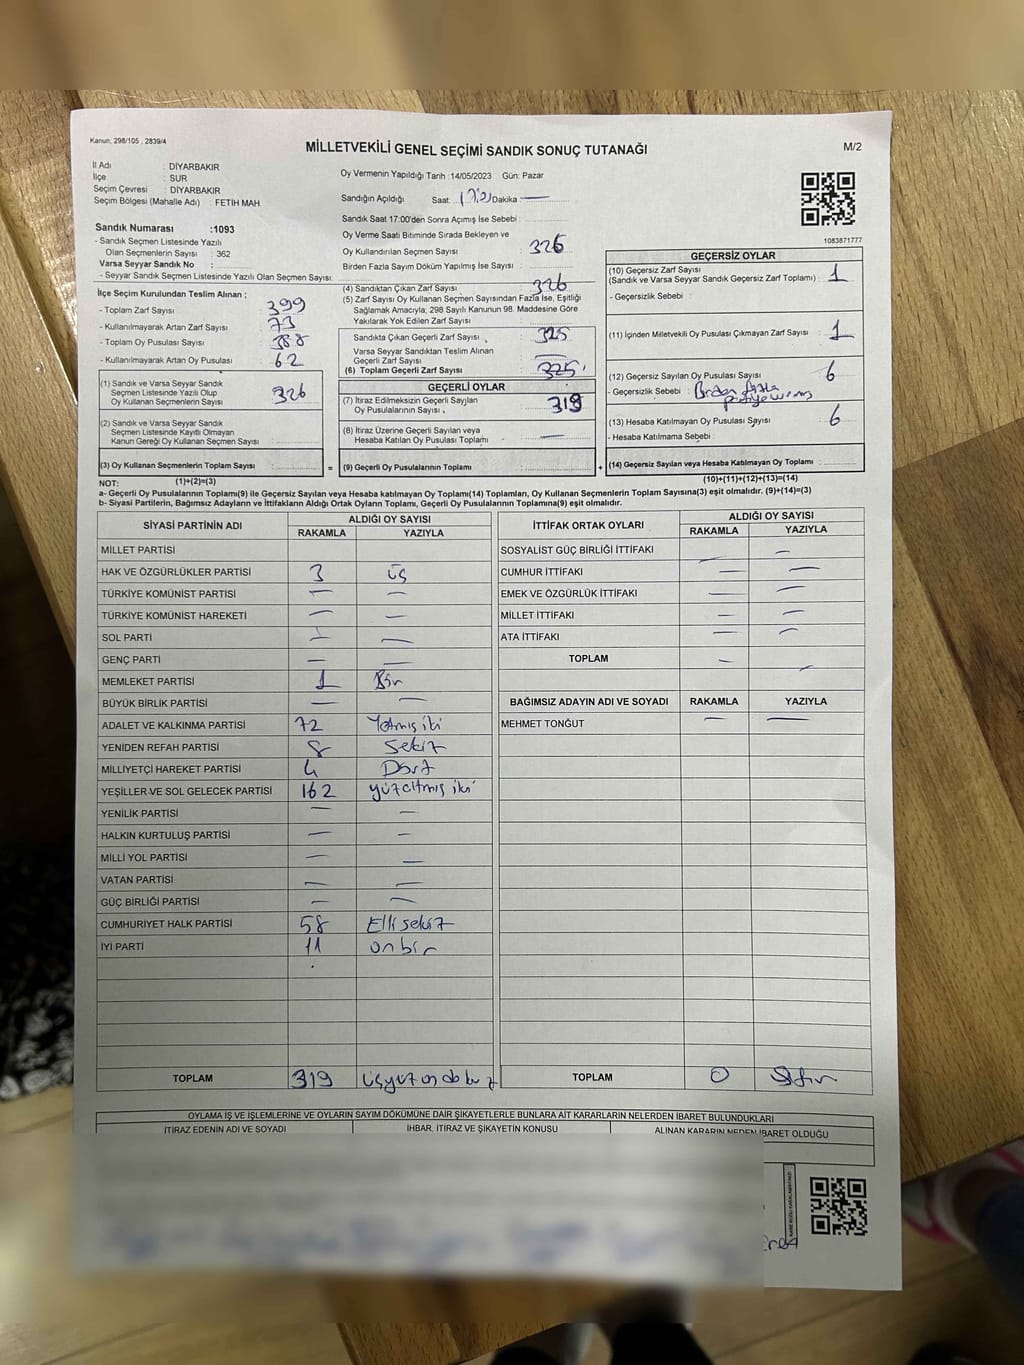 Kanun; 298/105 , 2839/4
MİLLETVEKİLİ GENEL SEÇİMİ SANDIK SONUÇ TUTANAĞI
M/2
İl Adı : DİYARBAKIR
İlçe : SUR
Seçim Çevresi : DİYARBAKIR
Seçim Bölgesi (Mahalle Adı) : FETİH MAH.
Oy Vermenin Yapıldığı Tarih :14/05/2023 Gün: Pazar
Sandığın Açıldığı Saat: Dakika
Sandık Saat 17:00'den Sonra Açımış İse Sebebi :
Oy Verme Saati Bitiminde Sırada Bekleyen ve
Oy Kullandırılan Seçmen Sayısı : 326
Birden Fazla Sayım Döküm Yapılmış İse Sayısı :
1083871777
Sandık Numarası :1093
- Sandık Seçmen Listesinde Yazılı
Olan Seçmenlerin Sayısı : 362
Varsa Seyyar Sandık No :
- Seyyar Sandık Seçmen Listesinde Yazılı Olan Seçmen Sayısı:
İlçe Seçim Kurulundan Teslim Alınan ;
- Toplam Zarf Sayısı : 399
- Kullanılmayarak Artan Zarf Sayısı : 73
- Toplam Oy Pusulası Sayısı : 388
- Kullanılmayarak Artan Oy Pusulası : 62
(1) Sandık ve Varsa Seyyar Sandık
Seçmen Listesinde Yazılı Olup
Oy Kullanan Seçmenlerin Sayısı : 326
(2) Sandık ve Varsa Seyyar Sandık
Seçmen Listesinde Kayıtlı Olmayan
Kanun Gereği Oy Kullanan Seçmen Sayısı :
(3) Oy Kullanan Seçmenlerin Toplam Sayısı :
(1)+(2)=(3)
(4) Sandıktan Çıkan Zarf Sayısı : 326
(5) Zarf Sayısı Oy Kullanan Seçmen Sayısından Fazla İse, Eşitliği
Sağlamak Amacıyla, 298 Sayılı Kanunun 98. Maddesine Göre
Yakılarak Yok Edilen Zarf Sayısı :
Sandıkta Çıkan Geçerli Zarf Sayısı : 325
Varsa Seyyar Sandıktan Teslim Alınan
Geçerli Zarf Sayısı :
(6) Toplam Geçerli Zarf Sayısı : 325
GEÇERLİ OYLAR
(7) İtiraz Edilmeksizin Geçerli Sayılan
Oy Pusulalarının Sayısı : 319
(8) İtiraz Üzerine Geçerli Sayılan veya
Hesaba Katılan Oy Pusulası Toplamı : —
= (9) Geçerli Oy Pusulalarının Toplamı :
GEÇERSİZ OYLAR
(10) Geçersiz Zarf Sayısı
(Sandık ve Varsa Seyyar Sandık Geçersiz Zarf Toplamı) : 1
- Geçersizlik Sebebi :
(11) İçinden Milletvekili Oy Pusulası Çıkmayan Zarf Sayısı : 1
(12) Geçersiz Sayılan Oy Pusulası Sayısı : 6
- Geçersizlik Sebebi : Birden fazla
(13) Hesaba Katılmayan Oy Pusulası Sayısı : 6
- Hesaba Katılmama Sebebi :
+ (14) Geçersiz Sayılan veya Hesaba Katılmayan Oy Toplamı :
(10)+(11)+(12)+(13)=(14)
NOT:
a- Geçerli Oy Pusulalarının Toplamı(9) ile Geçersiz Sayılan veya Hesaba katılmayan Oy Toplamı(14) Toplamları, Oy Kullanan Seçmenlerin Toplam Sayısına(3) eşit olmalıdır. (9)+(14)=(3)
b- Siyasi Partilerin, Bağımsız Adayların ve İttifakların Aldığı Ortak Oyların Toplamı, Geçerli Oy Pusulalarının Toplamına(9) eşit olmalıdır.
SİYASİ PARTİNİN ADI ALDIĞI OY SAYISI
RAKAMLA YAZIYLA
MİLLET PARTİSİ
HAK VE ÖZGÜRLÜKLER PARTİSİ 3 üç
TÜRKİYE KOMÜNİST PARTİSİ — —
TÜRKİYE KOMÜNİST HAREKETİ — —
SOL PARTİ — —
GENÇ PARTİ — —
MEMLEKET PARTİSİ 1 Bir
BÜYÜK BİRLİK PARTİSİ — —
ADALET VE KALKINMA PARTİSİ 72 Yetmiş iki
YENİDEN REFAH PARTİSİ 8 Sekiz
MİLLİYETÇİ HAREKET PARTİSİ 4 Dört
YEŞİLLER VE SOL GELECEK PARTİSİ 162 yüzaltmış iki
YENİLİK PARTİSİ — —
HALKIN KURTULUŞ PARTİSİ — —
MİLLİ YOL PARTİSİ — —
VATAN PARTİSİ — —
GÜÇ BİRLİĞİ PARTİSİ — —
CUMHURİYET HALK PARTİSİ 58 Elli sekiz
İYİ PARTİ 11 onbir
TOPLAM 319 üçyüz on dokuz
İTTİFAK ORTAK OYLARI ALDIĞI OY SAYISI
RAKAMLA YAZIYLA
SOSYALİST GÜÇ BİRLİĞİ İTTİFAKI — —
CUMHUR İTTİFAKI — —
EMEK VE ÖZGÜRLÜK İTTİFAKI — —
MİLLET İTTİFAKI — —
ATA İTTİFAKI — —
TOPLAM — —
BAĞIMSIZ ADAYIN ADI VE SOYADI RAKAMLA YAZIYLA
MEHMET TONĞUT — —
TOPLAM 0 Sıfır
OYLAMA İŞ VE İŞLEMLERİNE VE OYLARIN SAYIM DÖKÜMÜNE DAİR ŞİKAYETLERLE BUNLARA AİT KARARLARIN NELERDEN İBARET BULUNDUKLARI
İTİRAZ EDENİN ADI VE SOYADI İHBAR, İTİRAZ VE ŞİKAYETİN KONUSU ALINAN KARARIN NEDEN İBARET OLDUĞU